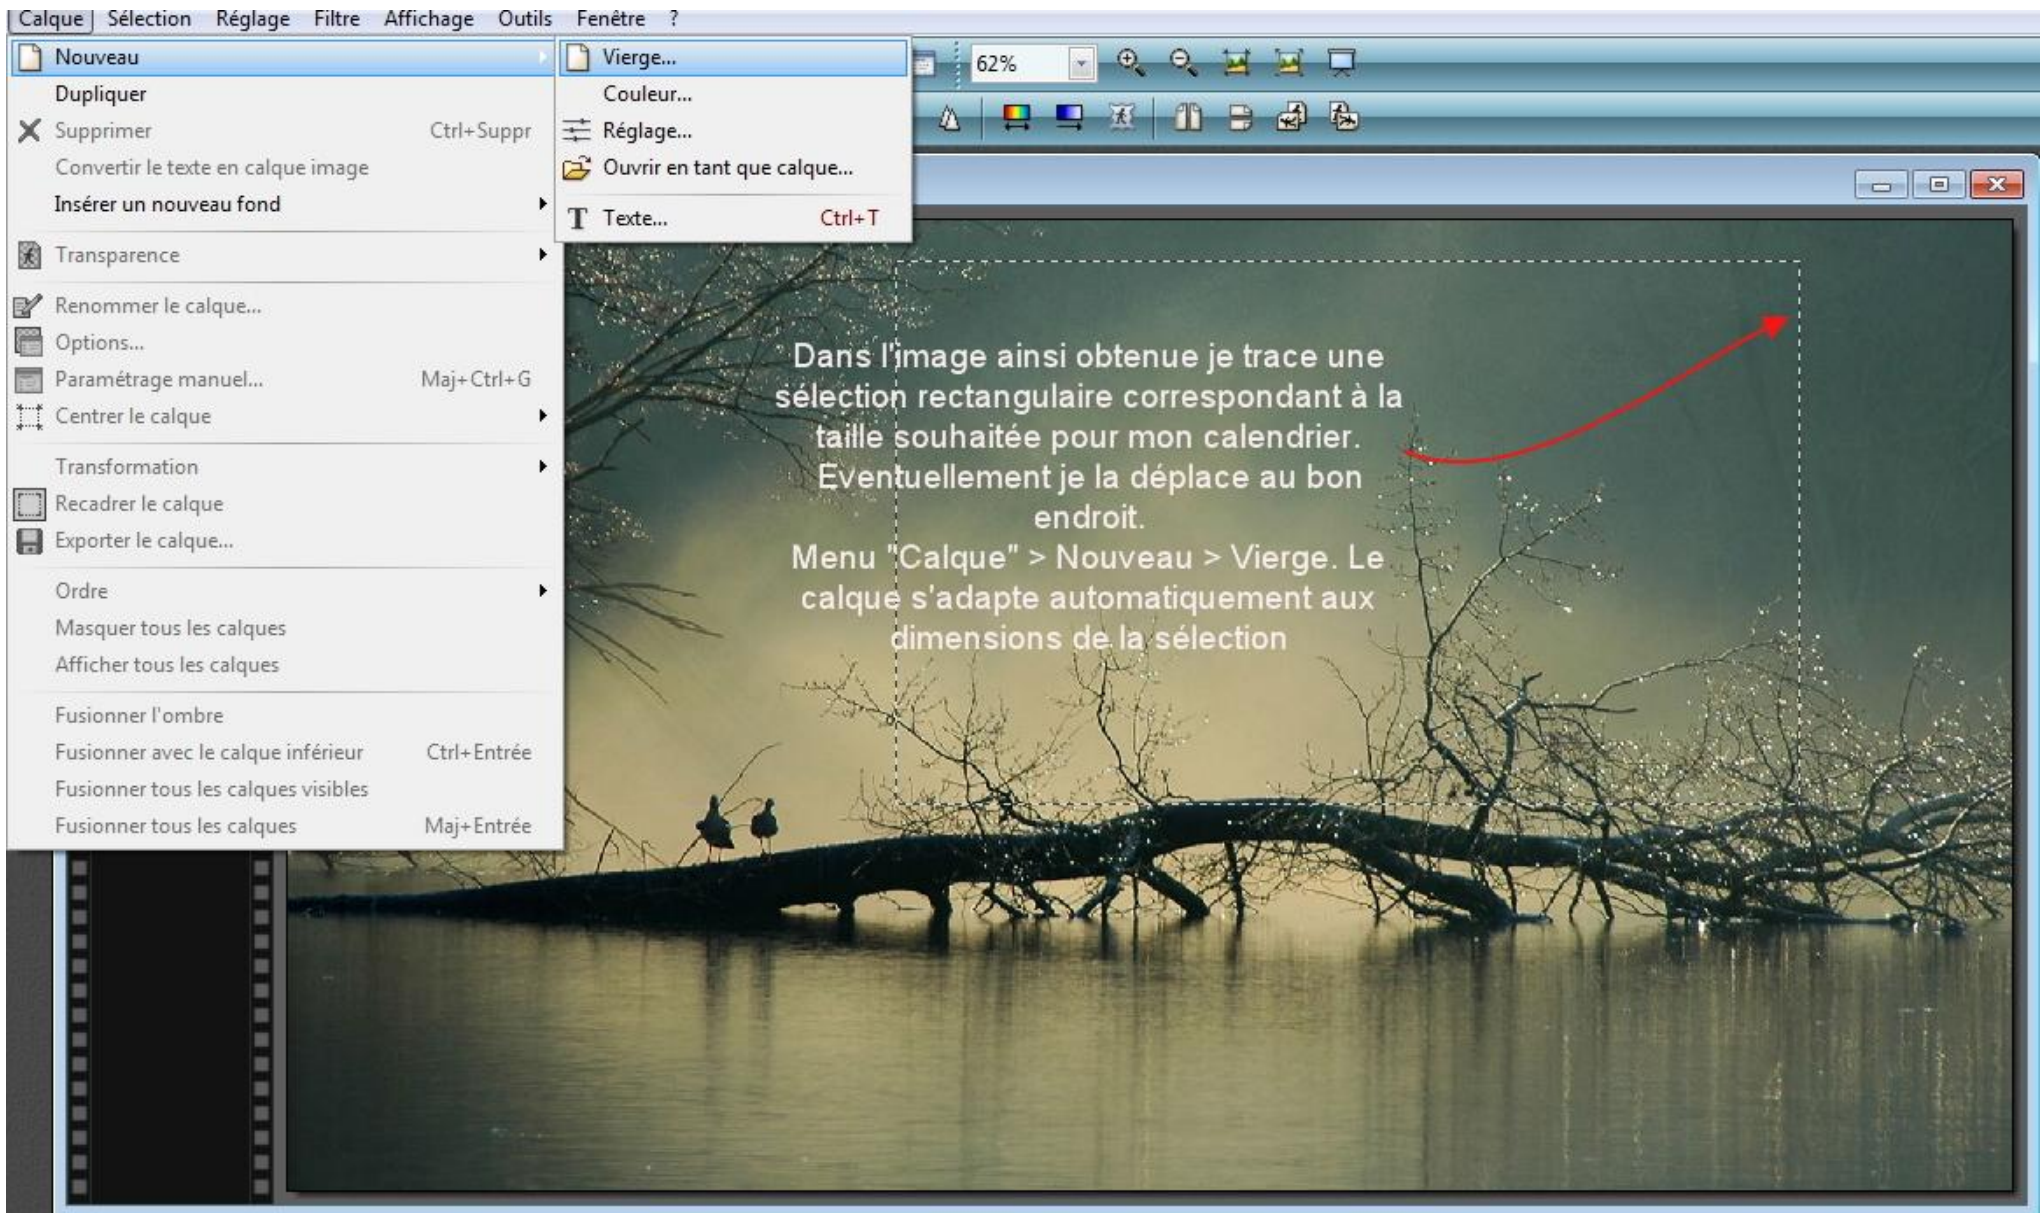 Calque Sélection Réglage Filtre Affichage Outils Fenêtre ?
Nouveau
Dupliquer
Supprimer Ctrl+Suppr
Convertir le texte en calque image
Insérer un nouveau fond
Transparence
Renommer le calque...
Options...
Paramétrage manuel... Maj+Ctrl+G
Centrer le calque
Transformation
Recadrer le calque
Exporter le calque...
Ordre
Masquer tous les calques
Afficher tous les calques
Fusionner l'ombre
Fusionner avec le calque inférieur Ctrl+Entrée
Fusionner tous les calques visibles
Fusionner tous les calques Maj+Entrée
Vierge...
Couleur...
Réglage...
Ouvrir en tant que calque...
T Texte... Ctrl+T
62%
Dans l'image ainsi obtenue je trace une
sélection rectangulaire correspondant à la
taille souhaitée pour mon calendrier.
Eventuellement je la déplace au bon
endroit.
Menu "Calque" > Nouveau > Vierge. Le
calque s'adapte automatiquement aux
dimensions de la sélection